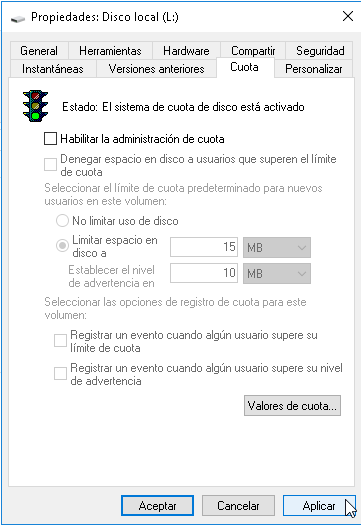 Propiedades: Disco local (L:)
General Herramientas Hardware Compartir Seguridad
Instantáneas Versiones anteriores Cuota Personalizar
Estado: El sistema de cuota de disco está activado
Habilitar la administración de cuota
Denegar espacio en disco a usuarios que superen el límite
de cuota
Seleccionar el límite de cuota predeterminado para nuevos
usuarios en este volumen:
No limitar uso de disco
Limitar espacio en
disco a
15 MB
Establecer el nivel
de advertencia en
10 MB
Seleccionar las opciones de registro de cuota para este
volumen:
Registrar un evento cuando algún usuario supere su
límite de cuota
Registrar un evento cuando algún usuario supere su nivel
de advertencia
Valores de cuota...
Aceptar Cancelar Aplicar